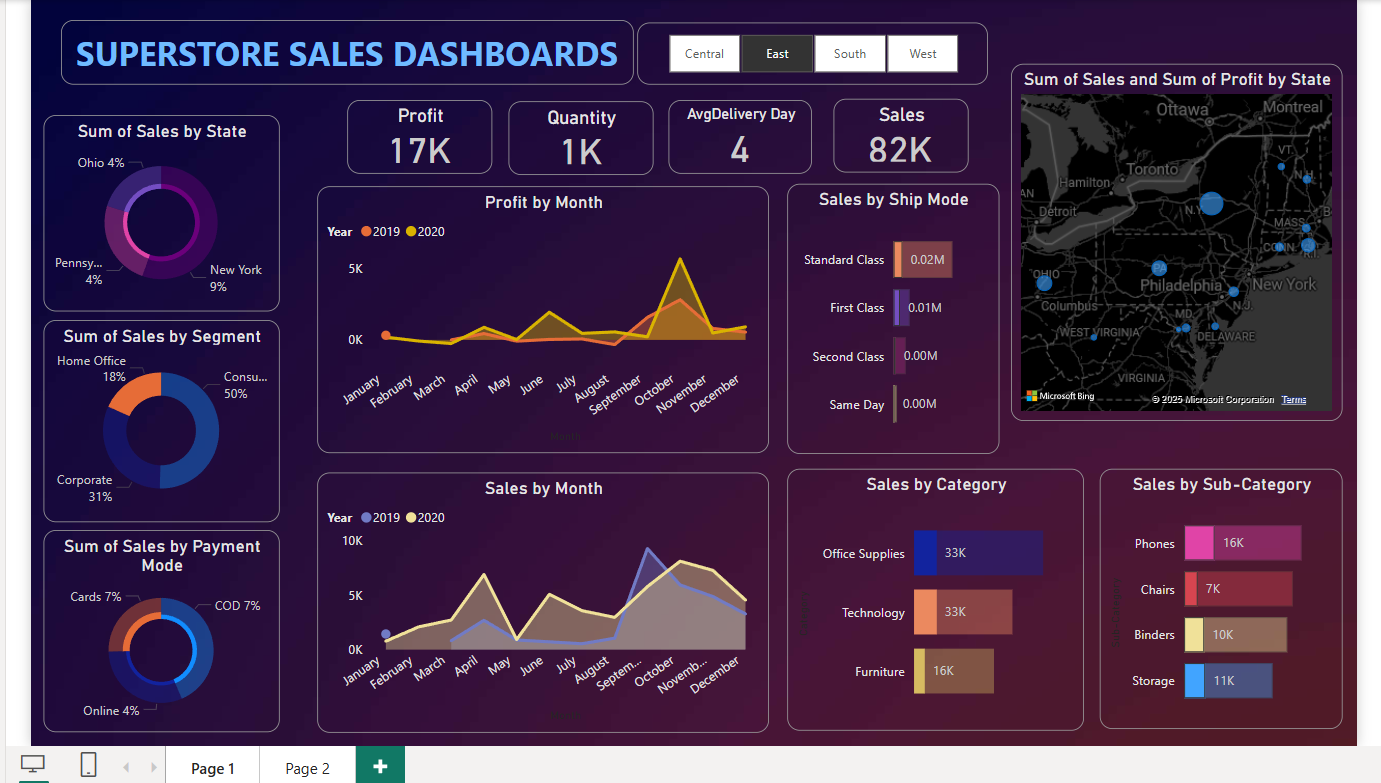 SUPERSTORE SALES DASHBOARDS
Central
East
South
West
Profit
17K
Quantity
1K
AvgDelivery Day
4
Sales
82K
Sum of Sales by State
Ohio 4%
Pennsy...
4%
New York
9%
Sum of Sales by Segment
Home Office
18%
Consu...
50%
Corporate
31%
Sum of Sales by Payment
Mode
Cards 7%
COD 7%
Online 4%
Profit by Month
Year 2019 2020
5K
0K
January
February
March
April
May
June
July
August
September
October
November
December
Month
Sales by Month
Year 2019 2020
10K
5K
0K
January
February
March
April
May
June
July
August
Septem...
October
Novemb...
December
Sales by Ship Mode
Standard Class 0.02M
First Class 0.01M
Second Class 0.00M
Same Day 0.00M
Sum of Sales and Sum of Profit by State
Ottawa
Montreal
VT.
N.H.
Toronto
Hamilton
Detroit
N.Y.
MASS.
CONN.
R.I.
OHIO
PA
New York
Philadelphia
Columbus
N.J.
MD.
WEST VIRGINIA
DELAWARE
VIRGINIA
Microsoft Bing
© 2025 Microsoft Corporation Terms
Sales by Category
Office Supplies 33K
Technology 33K
Furniture 16K
Sales by Sub-Category
Phones 16K
Chairs 7K
Binders 10K
Storage 11K
Page 1
Page 2